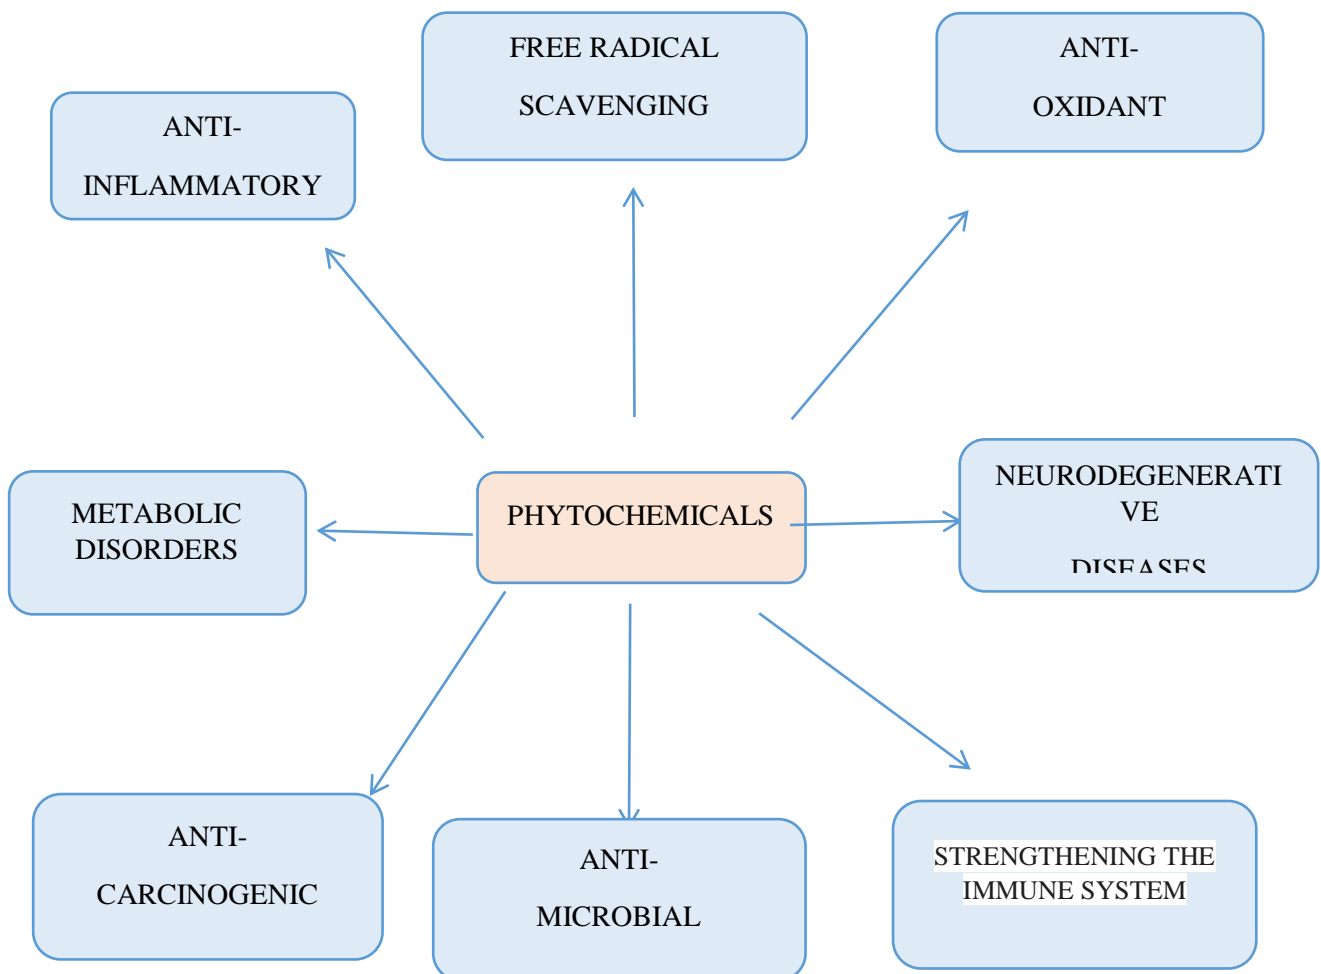 FREE RADICAL
SCAVENGING
ANTI-
OXIDANT
ANTI-
INFLAMMATORY
NEURODEGENERATI
VE
DISEASES
PHYTOCHEMICALS
METABOLIC
DISORDERS
ANTI-
CARCINOGENIC
ANTI-
MICROBIAL
STRENGTHENING THE
IMMUNE SYSTEM